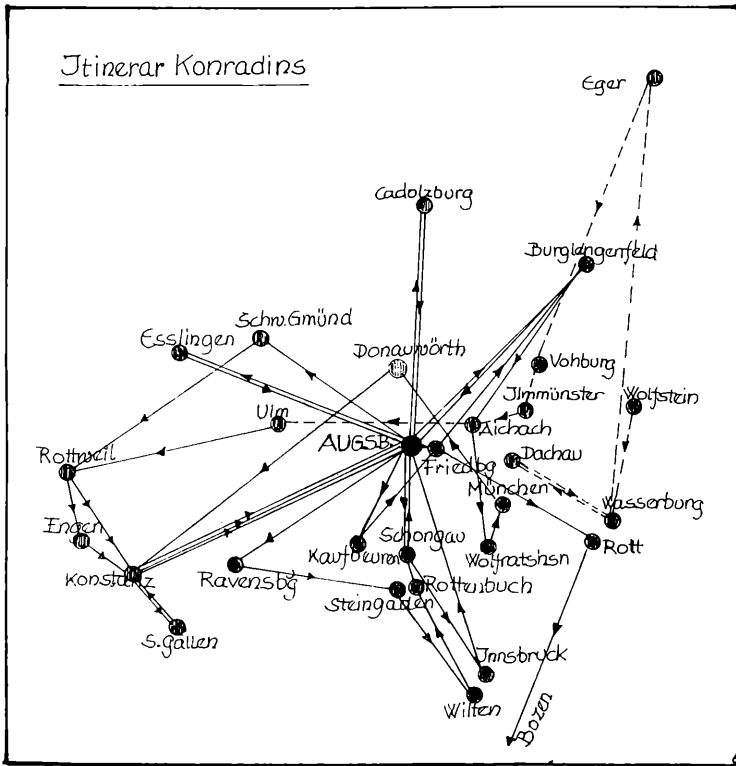 Itinerar Konradins
Eger
Cadolzburg
Burglengenfeld
Schw. Gmünd
Esslingen
Donauwörth
Vohburg
Ilmmünster
Wolfstein
Ulm
Aichach
AUGSB.
Friedbg
Dachau
Rottweil
München
Wasserburg
Engen
Schongau
Kaufbeuren
Wolfratshsn
Rott
Konstanz
Ravensbg
Steingaden
Rottenbuch
S. Gallen
Innsbruck
Wilten
Bozen